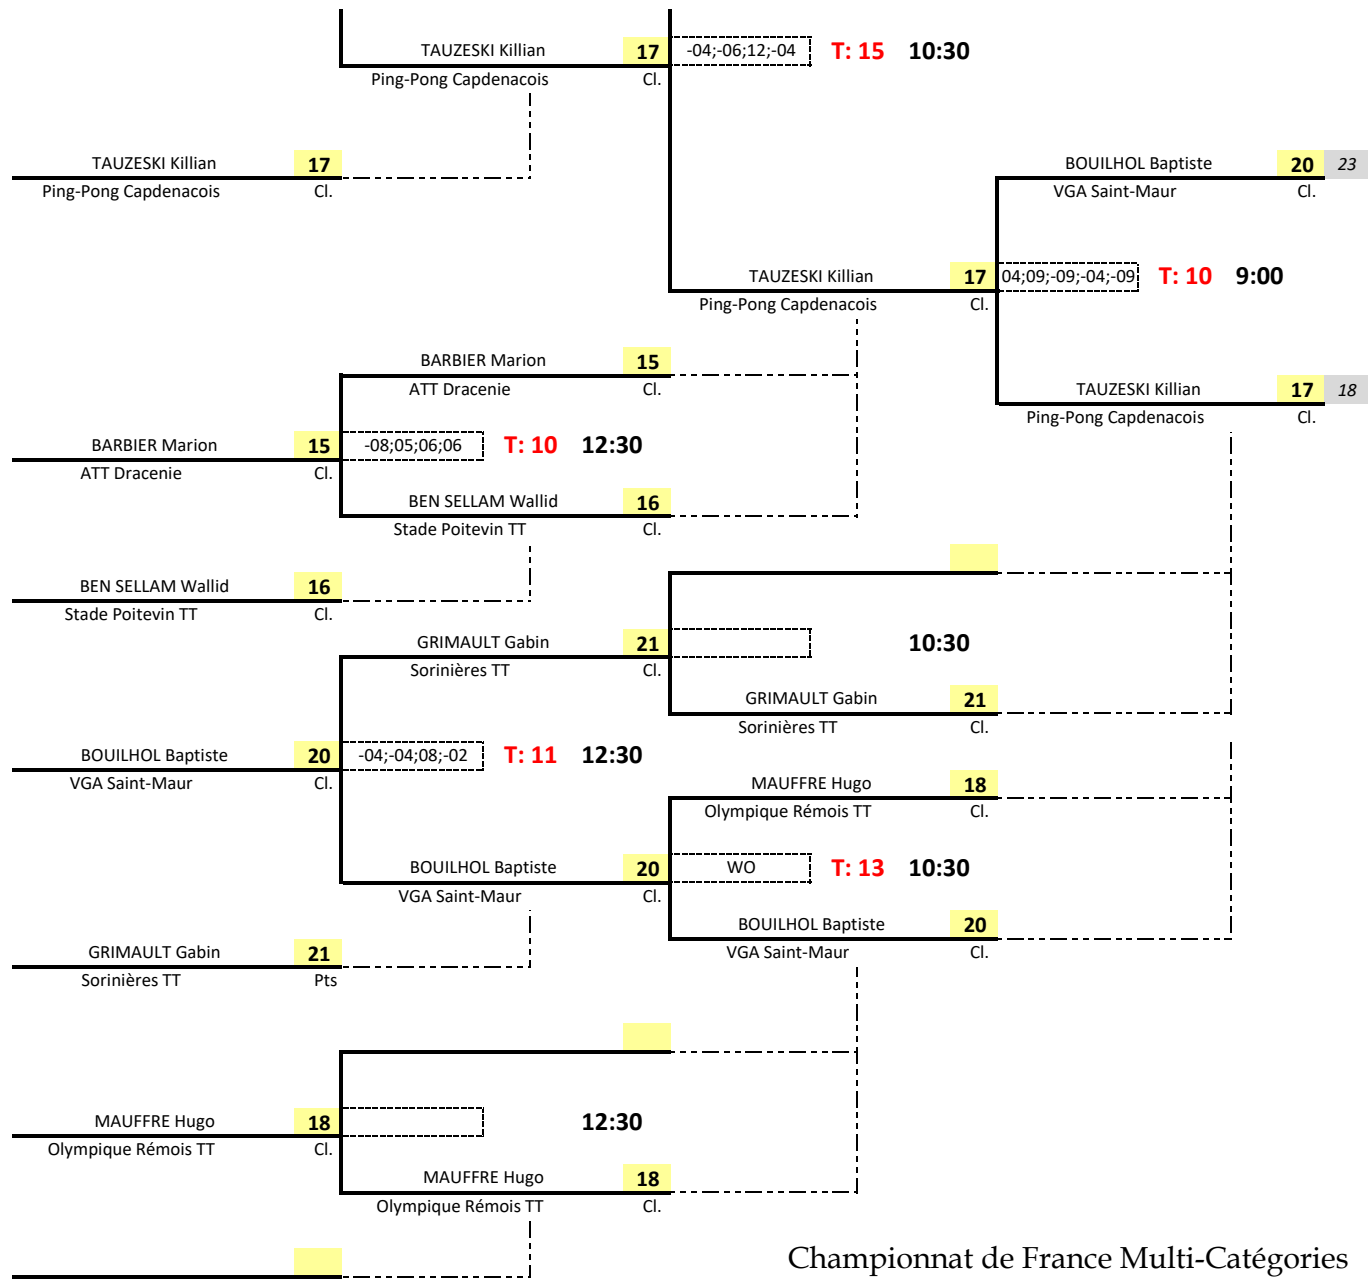 TAUZESKI Killian 17 -04;-06;12;-04 T: 15 10:30
Ping-Pong Capdenacois Cl.
TAUZESKI Killian 17 BOUILHOL Baptiste 20 23
Ping-Pong Capdenacois Cl. VGA Saint-Maur Cl.
TAUZESKI Killian 17 04;09;-09;-04;-09 T: 10 9:00
Ping-Pong Capdenacois Cl.
BARBIER Marion 15
ATT Dracenie Cl.
TAUZESKI Killian 17 18
Ping-Pong Capdenacois Cl.
BARBIER Marion 15 -08;05;06;06 T: 10 12:30
ATT Dracenie Cl.
BEN SELLAM Wallid 16
Stade Poitevin TT Cl.
BEN SELLAM Wallid 16
Stade Poitevin TT Cl.
GRIMAULT Gabin 21 10:30
Sorinières TT Cl.
GRIMAULT Gabin 21
Sorinières TT Cl.
BOUILHOL Baptiste 20 -04;-04;08;-02 T: 11 12:30
VGA Saint-Maur Cl.
MAUFFRE Hugo 18
Olympique Rémois TT Cl.
BOUILHOL Baptiste 20 WO T: 13 10:30
VGA Saint-Maur Cl.
BOUILHOL Baptiste 20
VGA Saint-Maur Cl.
GRIMAULT Gabin 21
Sorinières TT Pts
MAUFFRE Hugo 18 12:30
Olympique Rémois TT Cl.
MAUFFRE Hugo 18
Olympique Rémois TT Cl.
Championnat de France Multi-Catégories